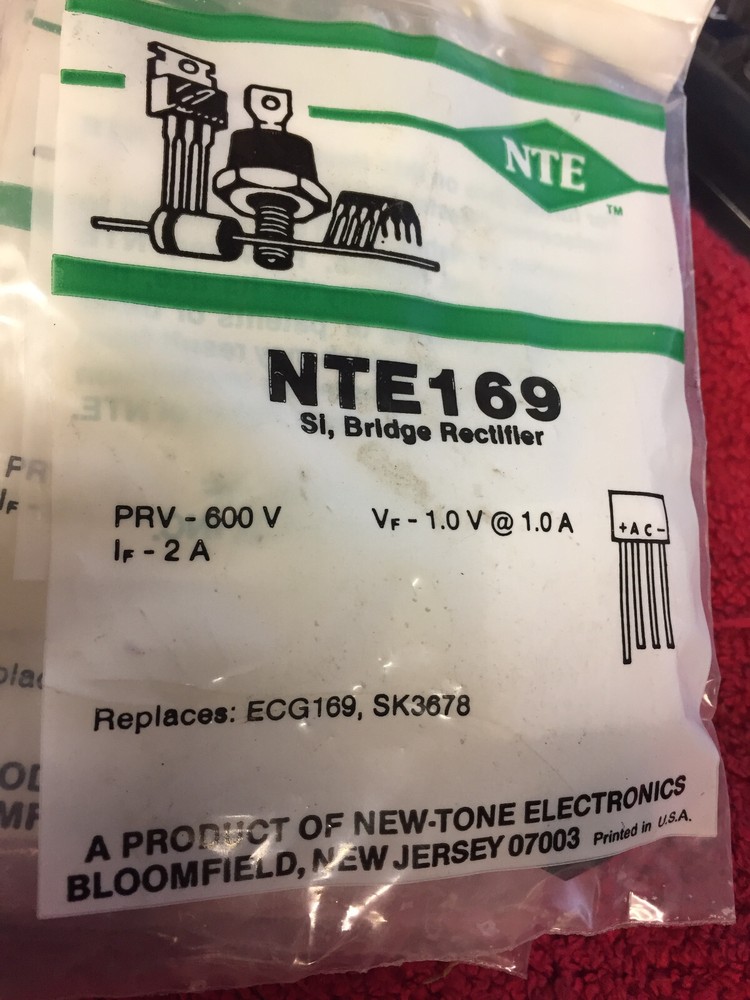 NTE
TM
NTE169
Si, Bridge Rectifier
PRV - 600 V
VF - 1.0 V @ 1.0 A
IF - 2 A
+ A C -
Replaces: ECG169, SK3678
A PRODUCT OF NEW-TONE ELECTRONICS
BLOOMFIELD, NEW JERSEY 07003 Printed in U.S.A.